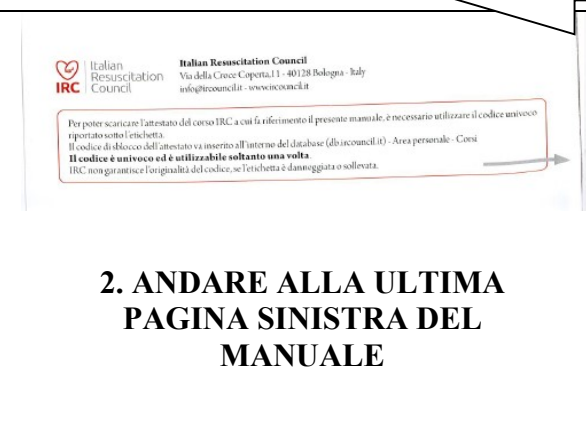 Italian
Resuscitation
Council
IRC
Italian Resuscitation Council
Via della Croce Coperta,11 - 40128 Bologna - Italy
info@ircouncil.it - www.ircouncil.it
Per poter scaricare l'attestato del corso IRC a cui fa riferimento il presente manuale, è necessario utilizzare il codice univoco
riportato sotto l'etichetta.
Il codice di sblocco dell'attestato va inserito all'interno del database (db.ircouncil.it) - Area personale - Corsi
Il codice è univoco ed è utilizzabile soltanto una volta.
IRC non garantisce l'originalità del codice, se l'etichetta è danneggiata o sollevata.
2. ANDARE ALLA ULTIMA
PAGINA SINISTRA DEL
MANUALE